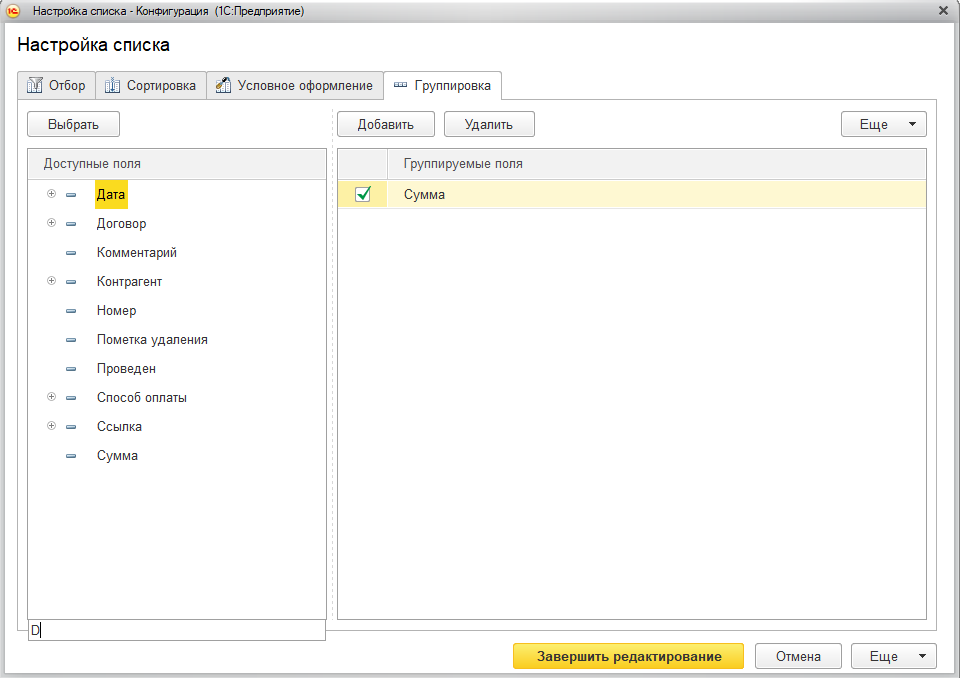 Настройка списка - Конфигурация (1С:Предприятие)
Настройка списка
Отбор Сортировка Условное оформление Группировка
Выбрать Добавить Удалить Еще
Доступные поля Группируемые поля
Дата Сумма
Договор
Комментарий
Контрагент
Номер
Пометка удаления
Проведен
Способ оплаты
Ссылка
Сумма
D
Завершить редактирование Отмена Еще